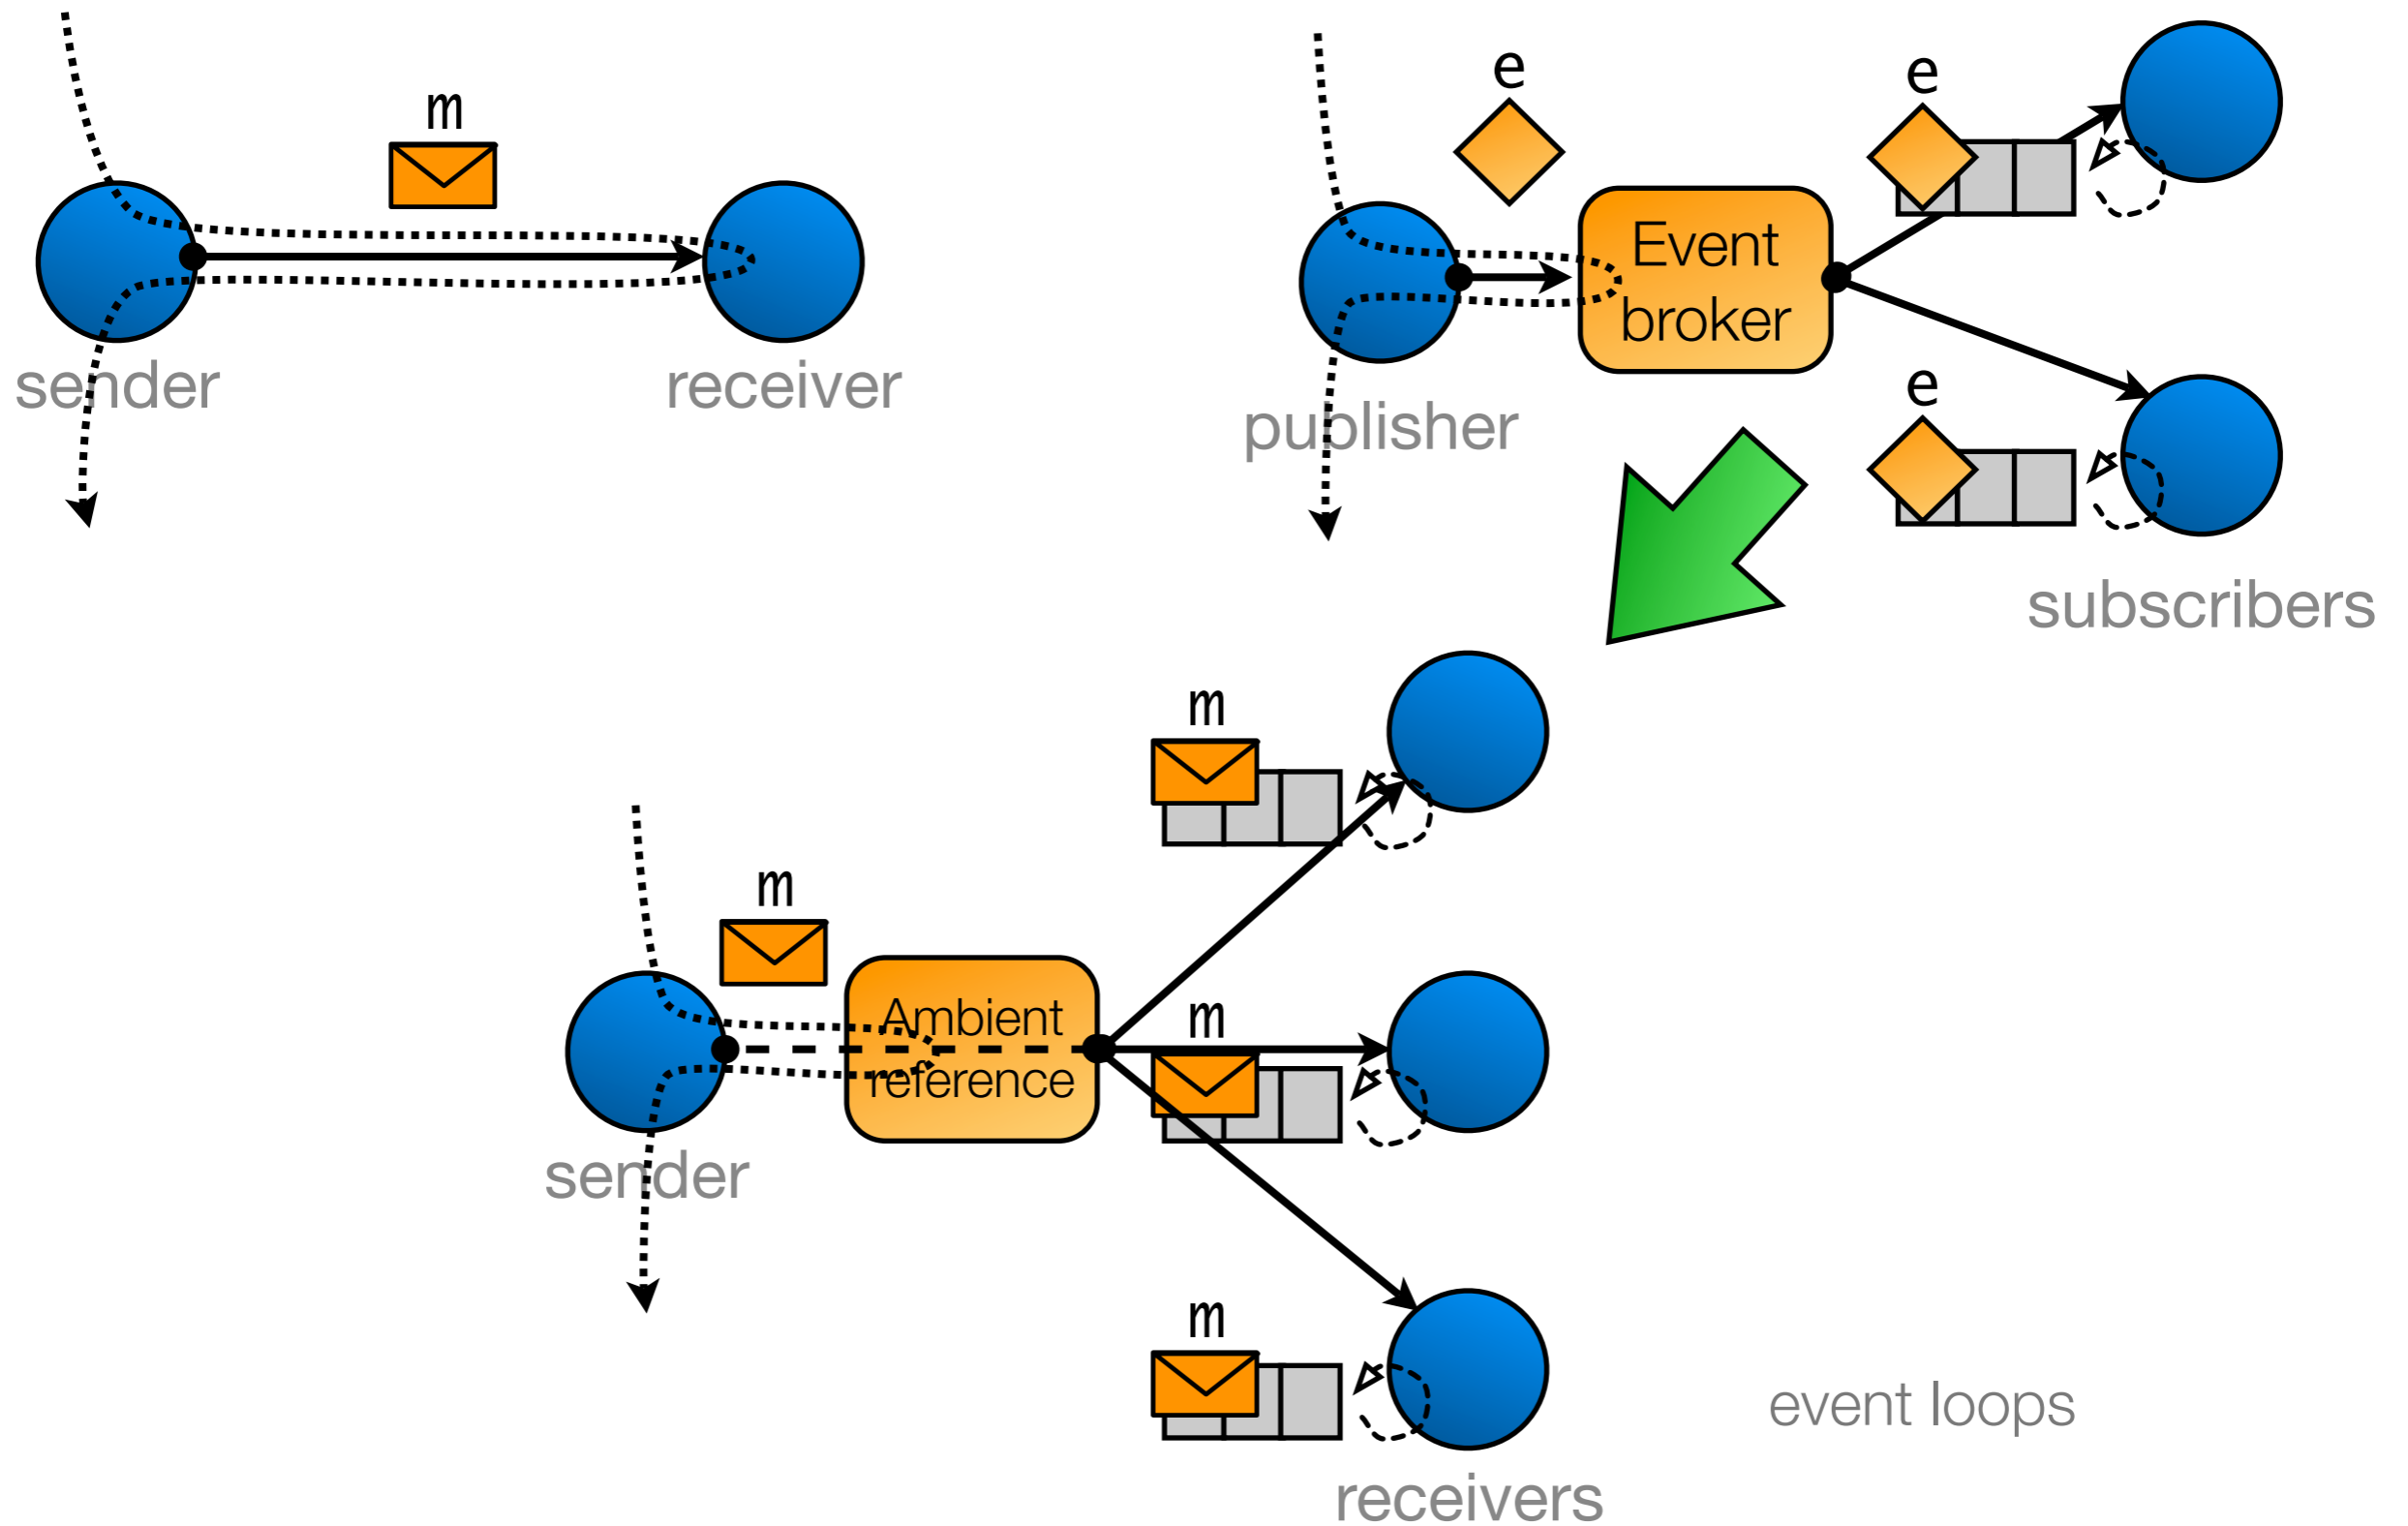 m
sender
receiver
e
Event
broker
publisher
e
e
subscribers
m
Ambient
reference
sender
m
m
m
receivers
event loops